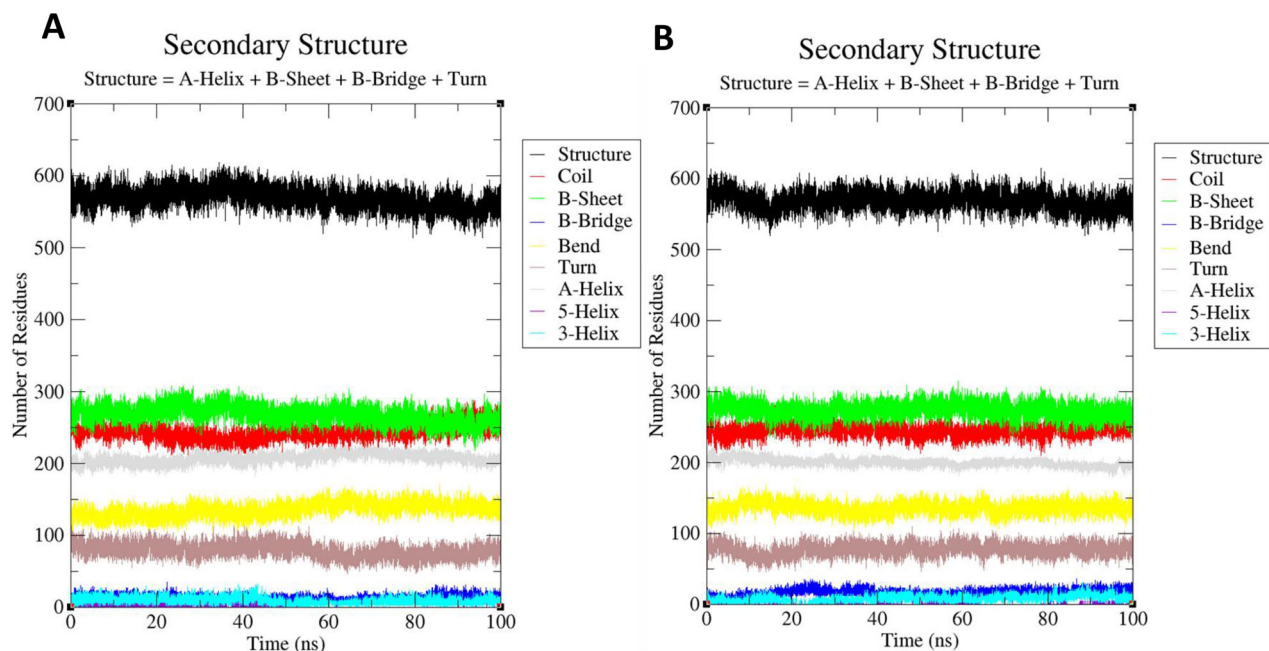 A
Secondary Structure
Structure = A-Helix + B-Sheet + B-Bridge + Turn
700
600
500
400
300
200
100
0
Number of Residues
0 20 40 60 80 100
Time (ns)
Structure
Coil
B-Sheet
B-Bridge
Bend
Turn
A-Helix
5-Helix
3-Helix
B
Secondary Structure
Structure = A-Helix + B-Sheet + B-Bridge + Turn
700
600
500
400
300
200
100
0
Number of Residues
0 20 40 60 80 100
Time (ns)
Structure
Coil
B-Sheet
B-Bridge
Bend
Turn
A-Helix
5-Helix
3-Helix